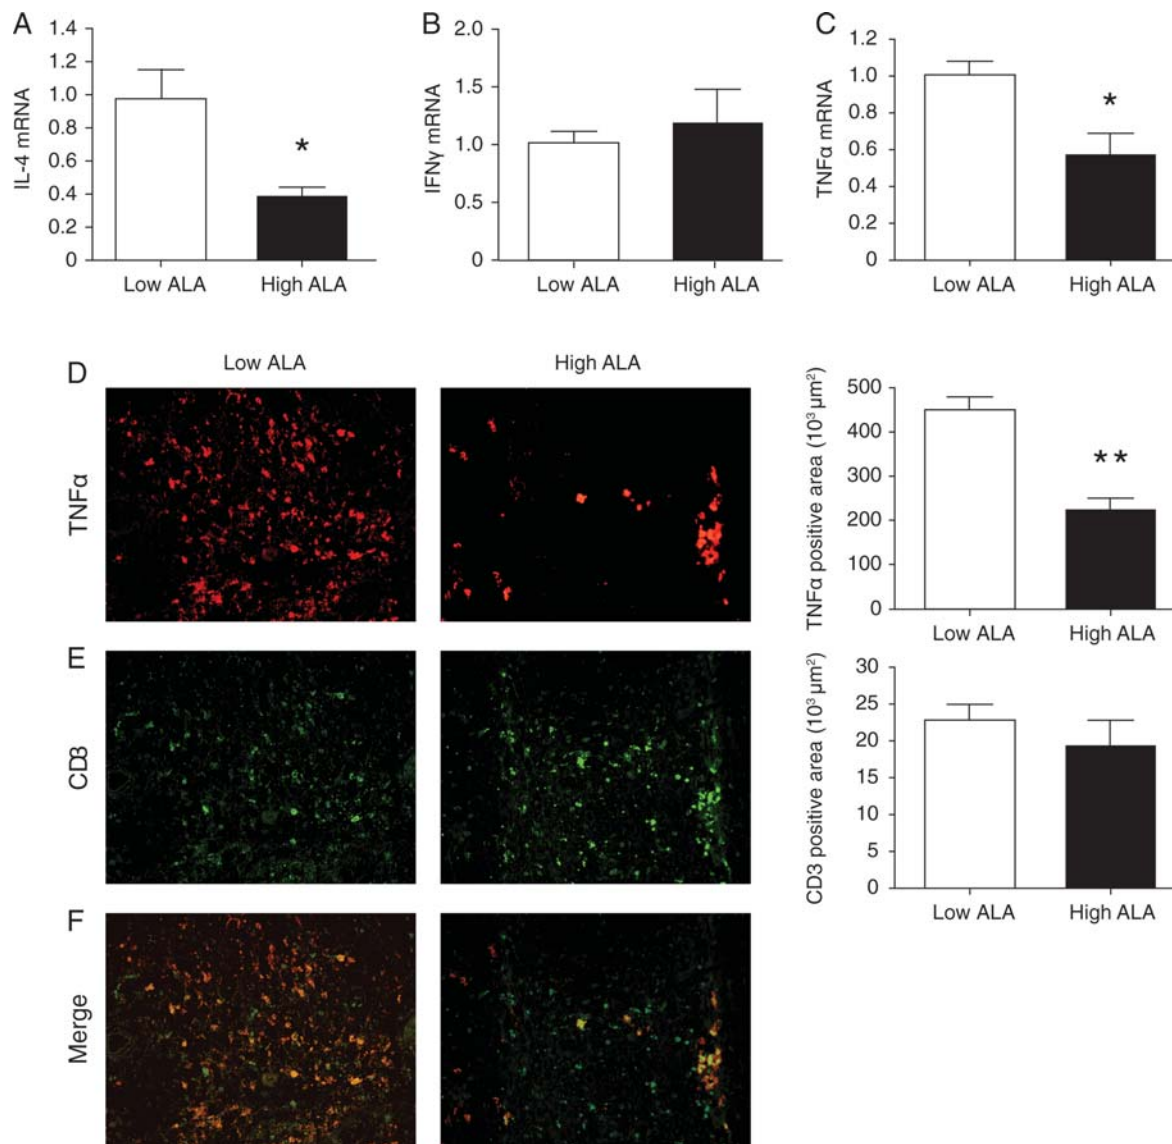 A
IL-4 mRNA
1.4
1.2
1.0
0.8
0.6
0.4
0.2
0
*
Low ALA
High ALA
B
IFNγ mRNA
2.0
1.5
1.0
0.5
0
Low ALA
High ALA
C
TNFα mRNA
1.2
1.0
0.8
0.6
0.4
0.2
0
*
Low ALA
High ALA
Low ALA
High ALA
D
TNFα
TNFα positive area (10³ µm²)
500
400
300
200
100
0
**
Low ALA
High ALA
E
CD3
CD3 positive area (10³ µm²)
30
25
20
15
10
5
0
Low ALA
High ALA
F
Merge